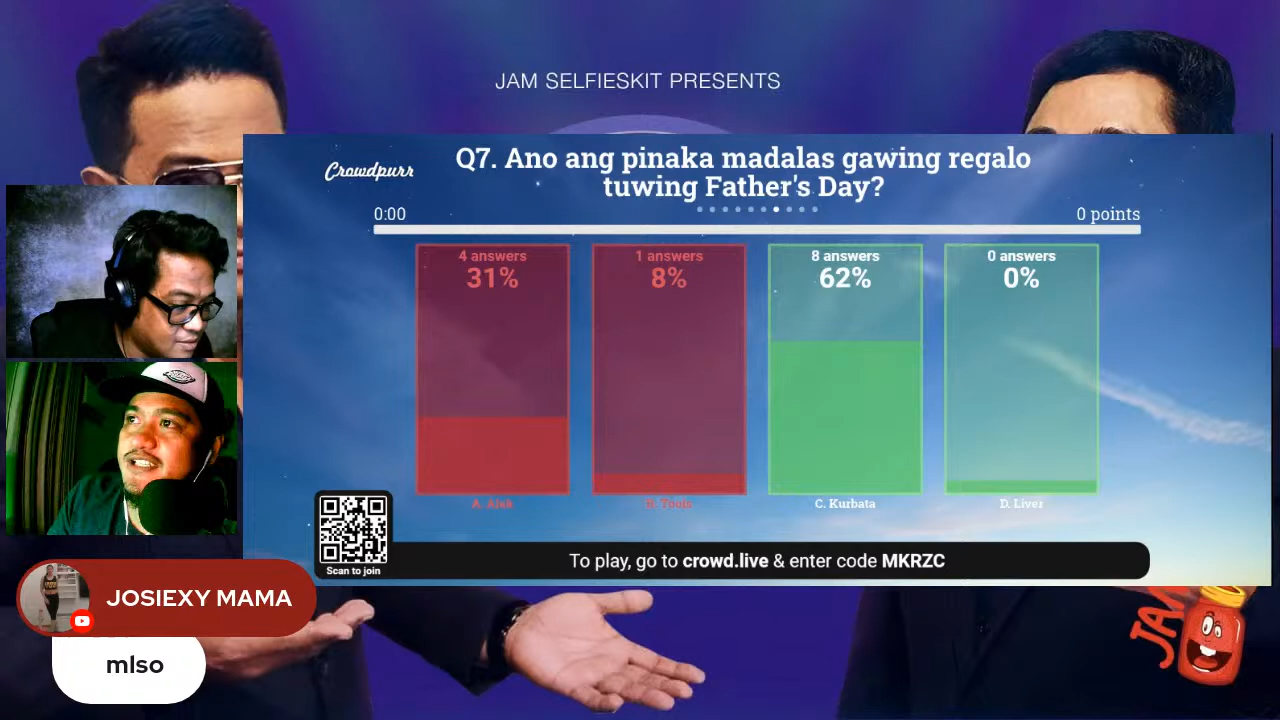 JAM SELFIESKIT PRESENTS
Crowdpurr
Q7. Ano ang pinaka madalas gawing regalo
tuwing Father's Day?
0:00
0 points
4 answers
31%
1 answers
8%
8 answers
62%
0 answers
0%
A. Alak
B. Tools
C. Kurbata
D. Liver
Scan to join
To play, go to crowd.live & enter code MKRZC
JOSIEXY MAMA
mlso
JAM